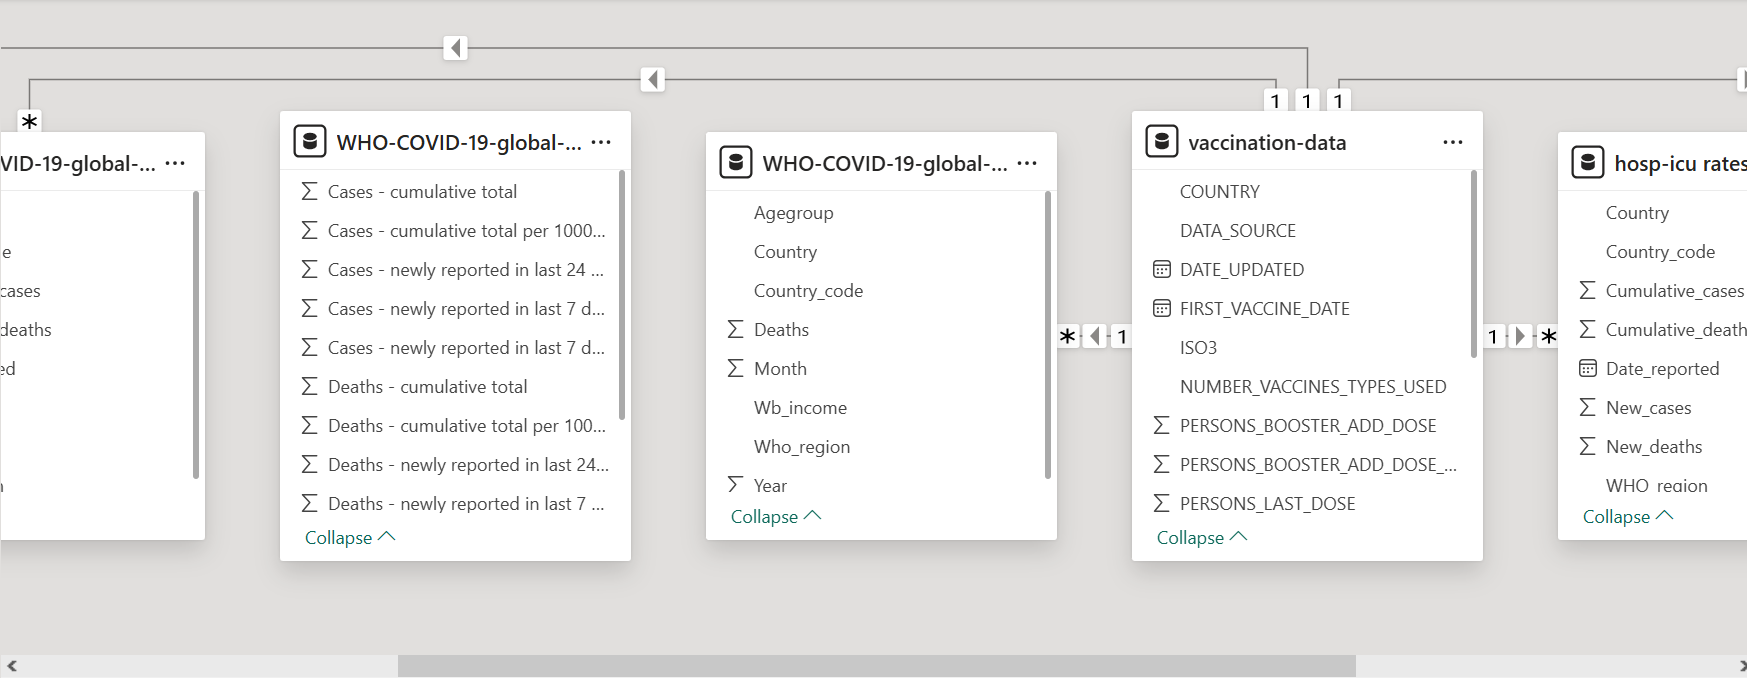 1 1 1
*
VID-19-global-... ...
e
cases
deaths
ed
WHO-COVID-19-global-... ...
Cases - cumulative total
Cases - cumulative total per 1000...
Cases - newly reported in last 24 ...
Cases - newly reported in last 7 d...
Cases - newly reported in last 7 d...
Deaths - cumulative total
Deaths - cumulative total per 100...
Deaths - newly reported in last 24...
Deaths - newly reported in last 7 ...
Collapse
WHO-COVID-19-global-... ...
Agegroup
Country
Country_code
Σ Deaths
Σ Month
Wb_income
Who_region
Σ Year
Collapse
* 1
vaccination-data ...
COUNTRY
DATA_SOURCE
DATE_UPDATED
FIRST_VACCINE_DATE
ISO3
NUMBER_VACCINES_TYPES_USED
Σ PERSONS_BOOSTER_ADD_DOSE
Σ PERSONS_BOOSTER_ADD_DOSE_...
Σ PERSONS_LAST_DOSE
Collapse
1 *
hosp-icu rates
Country
Country_code
Σ Cumulative_cases
Σ Cumulative_death
Date_reported
Σ New_cases
Σ New_deaths
WHO_region
Collapse